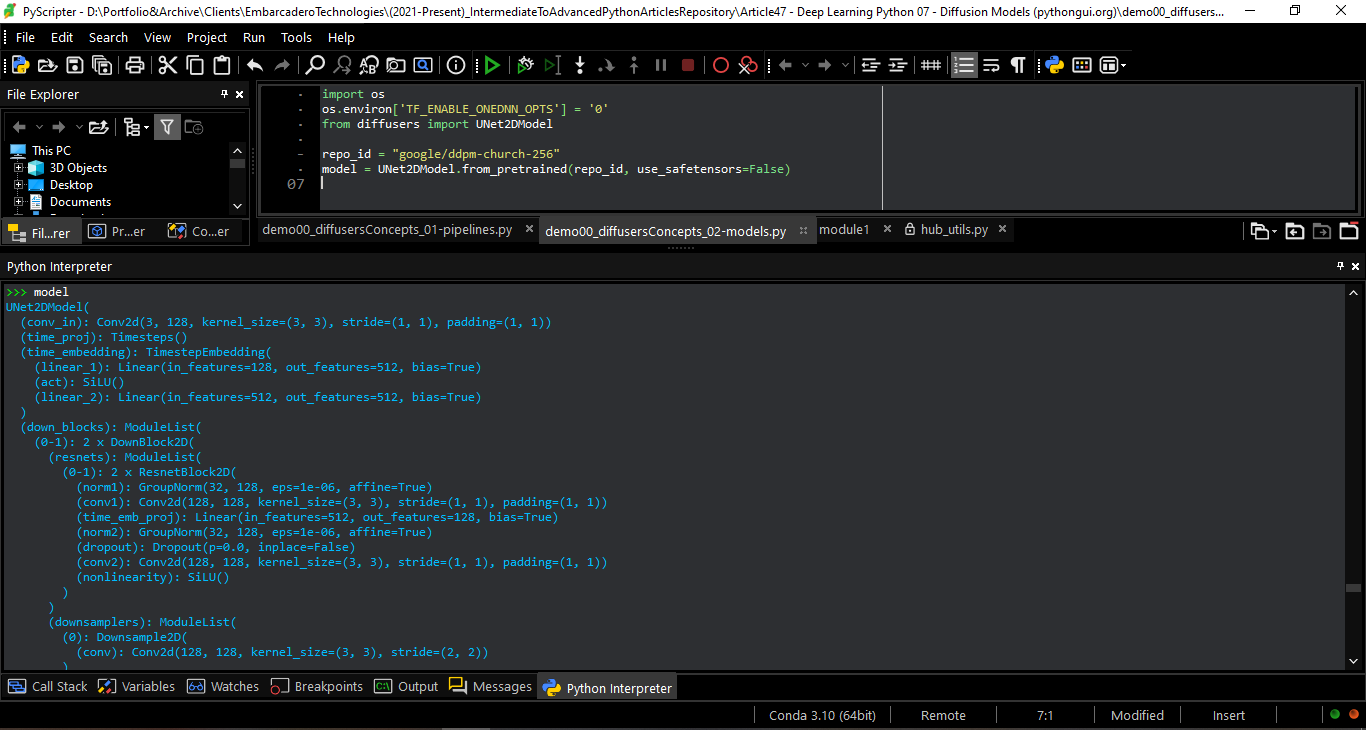 PyScripter - D:\Portfolio&Archive\Clients\EmbarcaderoTechnologies\(2021-Present)_IntermediateToAdvancedPythonArticlesRepository\Article47 - Deep Learning Python 07 - Diffusion Models (pythongui.org)\demo00_diffusers...
File Edit Search View Project Run Tools Help
File Explorer
This PC
3D Objects
Desktop
Documents
Fil...rer Pr...er Co...er
import os
os.environ['TF_ENABLE_ONEDNN_OPTS'] = '0'
from diffusers import UNet2DModel
repo_id = "google/ddpm-church-256"
model = UNet2DModel.from_pretrained(repo_id, use_safetensors=False)
07
demo00_diffusersConcepts_01-pipelines.py demo00_diffusersConcepts_02-models.py module1 hub_utils.py
Python Interpreter
>>> model
UNet2DModel(
  (conv_in): Conv2d(3, 128, kernel_size=(3, 3), stride=(1, 1), padding=(1, 1))
  (time_proj): Timesteps()
  (time_embedding): TimestepEmbedding(
    (linear_1): Linear(in_features=128, out_features=512, bias=True)
    (act): SiLU()
    (linear_2): Linear(in_features=512, out_features=512, bias=True)
  )
  (down_blocks): ModuleList(
    (0-1): 2 x DownBlock2D(
      (resnets): ModuleList(
        (0-1): 2 x ResnetBlock2D(
          (norm1): GroupNorm(32, 128, eps=1e-06, affine=True)
          (conv1): Conv2d(128, 128, kernel_size=(3, 3), stride=(1, 1), padding=(1, 1))
          (time_emb_proj): Linear(in_features=512, out_features=128, bias=True)
          (norm2): GroupNorm(32, 128, eps=1e-06, affine=True)
          (dropout): Dropout(p=0.0, inplace=False)
          (conv2): Conv2d(128, 128, kernel_size=(3, 3), stride=(1, 1), padding=(1, 1))
          (nonlinearity): SiLU()
        )
      )
      (downsamplers): ModuleList(
        (0): Downsample2D(
          (conv): Conv2d(128, 128, kernel_size=(3, 3), stride=(2, 2))
        )
Call Stack Variables Watches Breakpoints Output Messages Python Interpreter
Conda 3.10 (64bit) Remote 7:1 Modified Insert